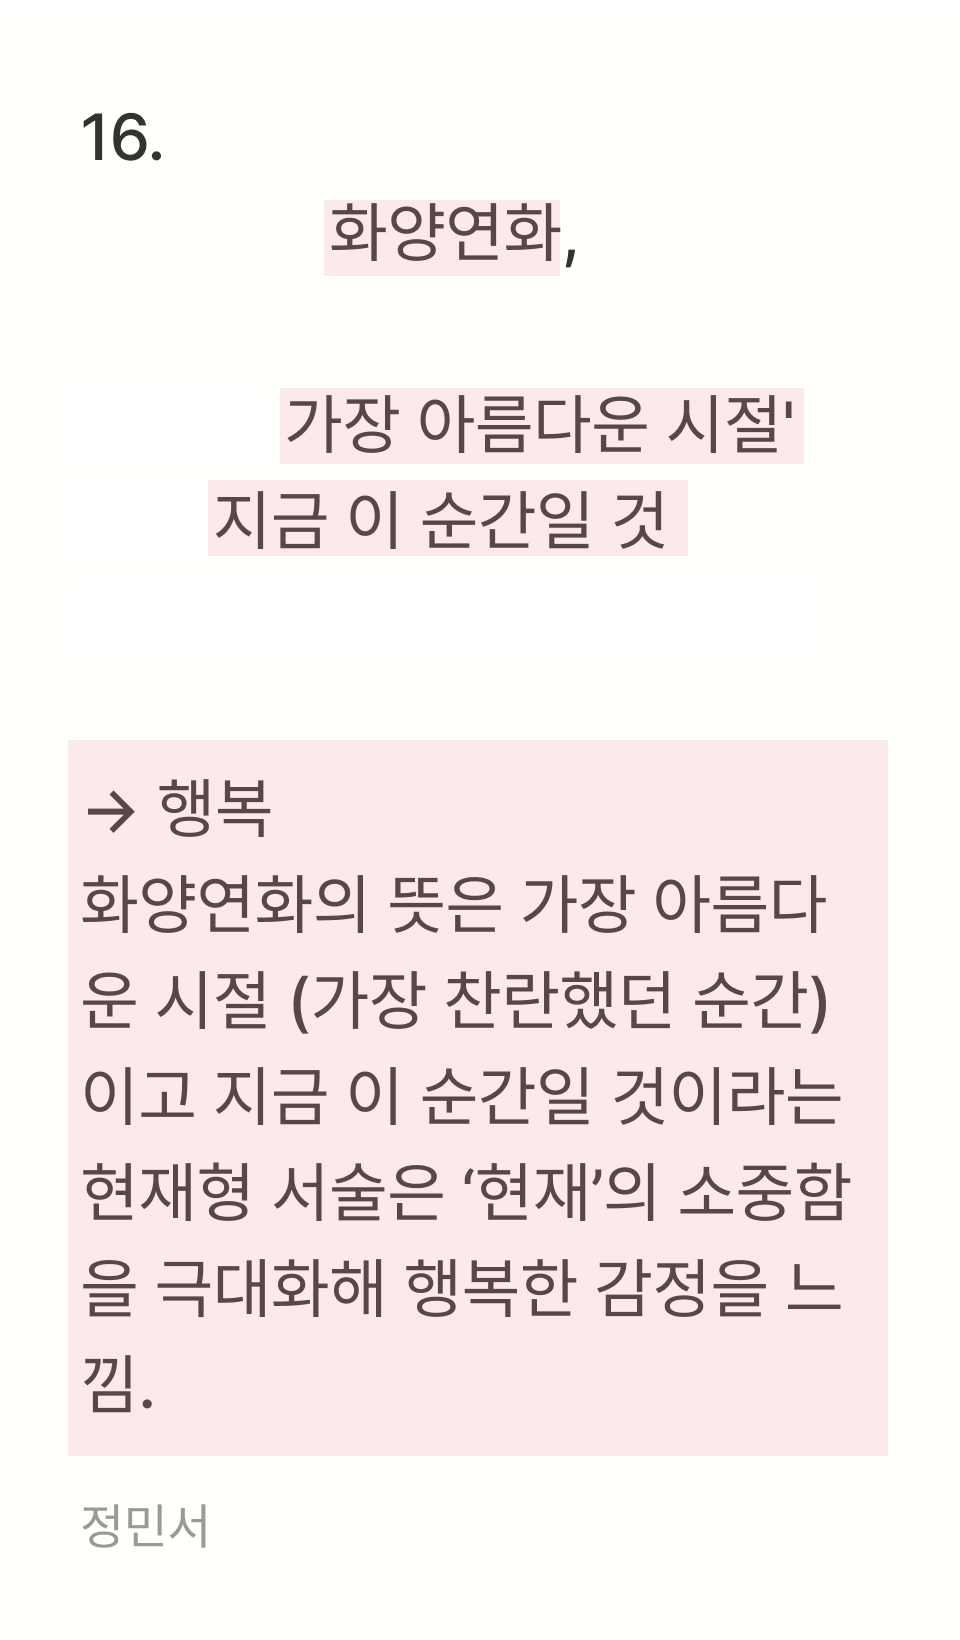 16.
화양연화,
가장 아름다운 시절'
지금 이 순간일 것
→ 행복
화양연화의 뜻은 가장 아름다
운 시절 (가장 찬란했던 순간)
이고 지금 이 순간일 것이라는
현재형 서술은 ‘현재’의 소중함
을 극대화해 행복한 감정을 느
낌.
정민서